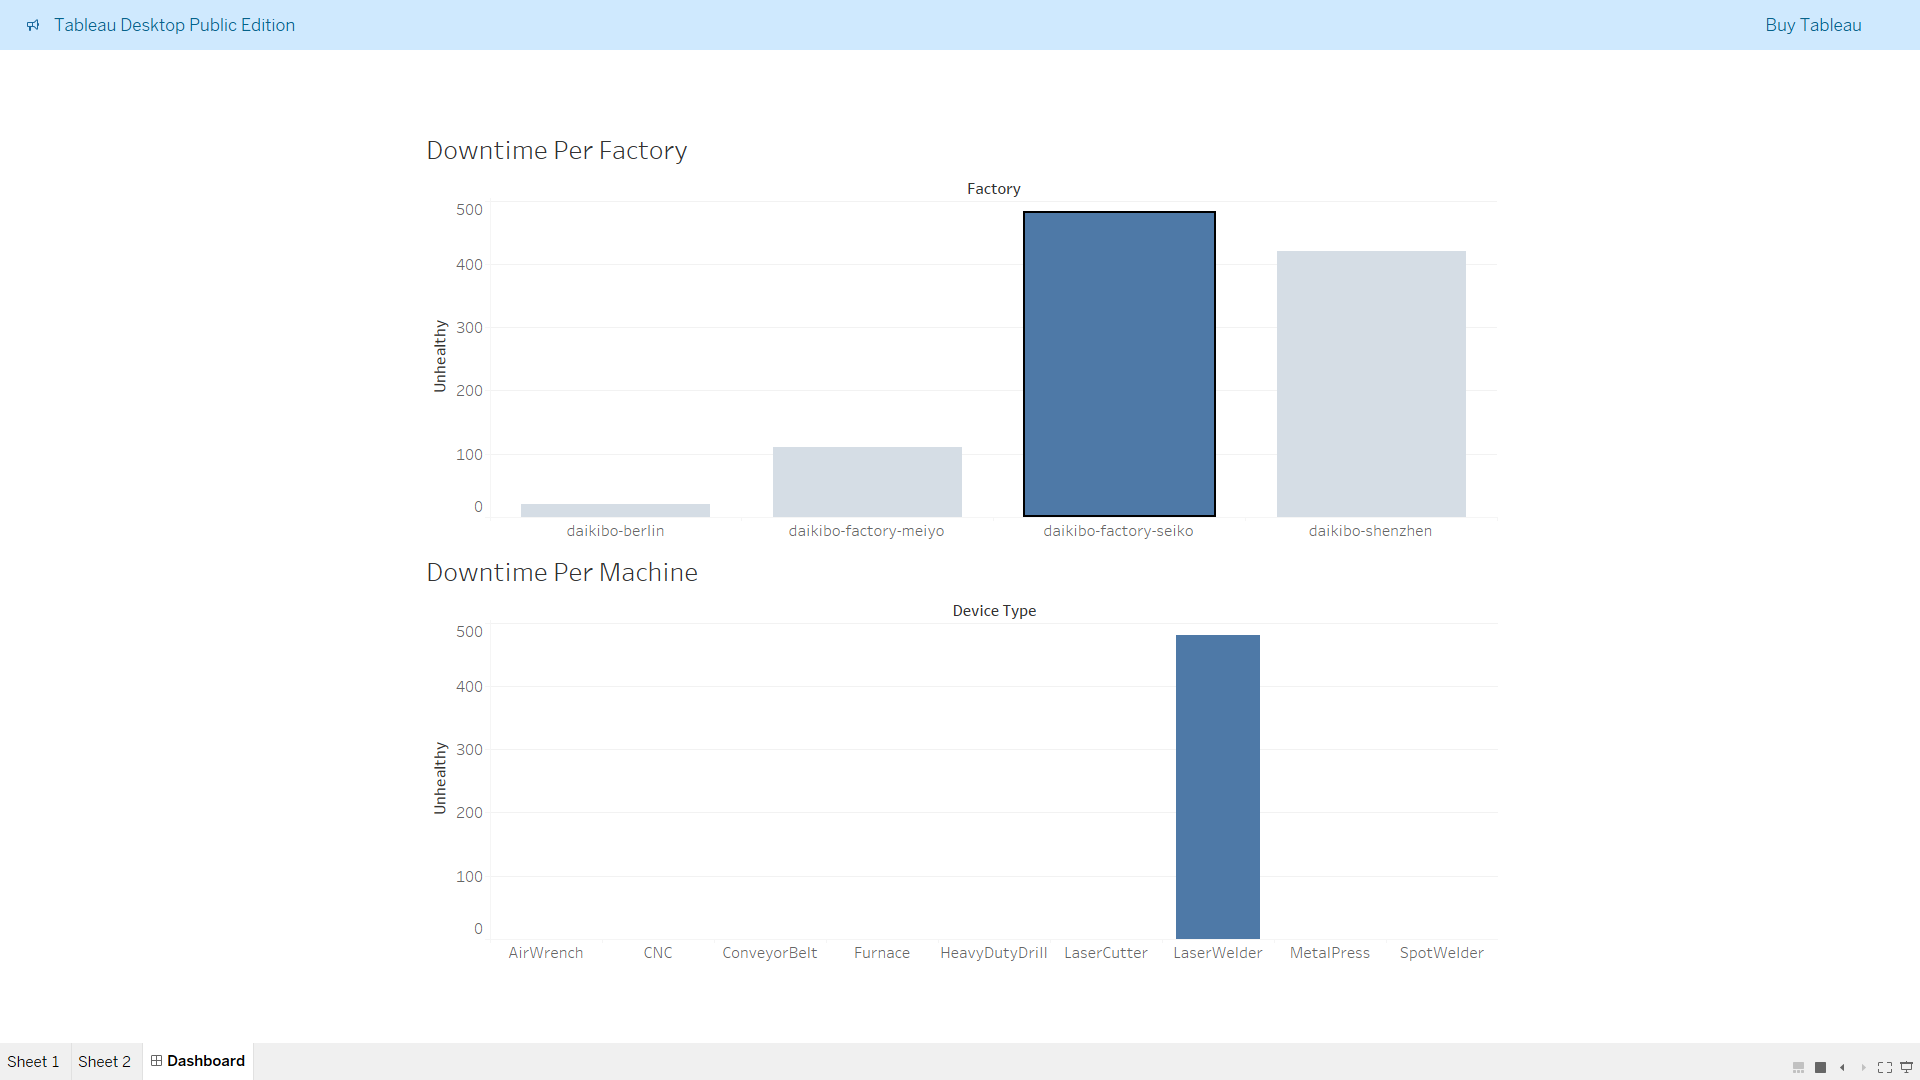 Tableau Desktop Public Edition
Buy Tableau
Downtime Per Factory
Factory
500
400
300
200
100
0
Unhealthy
daikibo-berlin
daikibo-factory-meiyo
daikibo-factory-seiko
daikibo-shenzhen
Downtime Per Machine
Device Type
500
400
300
200
100
0
Unhealthy
AirWrench
CNC
ConveyorBelt
Furnace
HeavyDutyDrill
LaserCutter
LaserWelder
MetalPress
SpotWelder
Sheet 1
Sheet 2
Dashboard